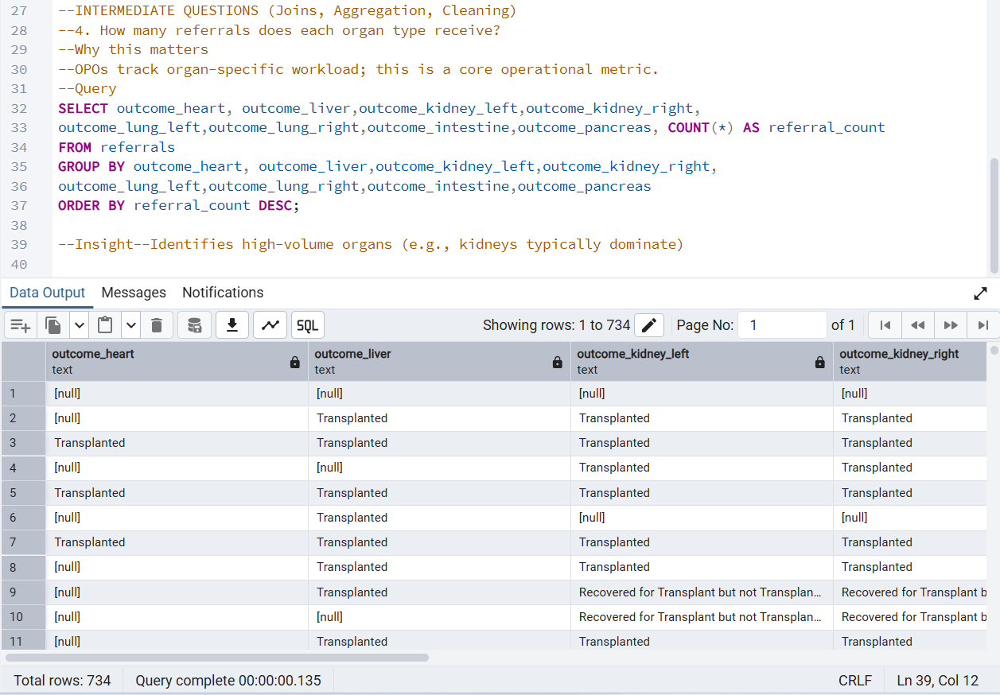 27 --INTERMEDIATE QUESTIONS (Joins, Aggregation, Cleaning)
28 --4. How many referrals does each organ type receive?
29 --Why this matters
30 --OPOs track organ-specific workload; this is a core operational metric.
31 --Query
32 SELECT outcome_heart, outcome_liver,outcome_kidney_left,outcome_kidney_right,
33 outcome_lung_left,outcome_lung_right,outcome_intestine,outcome_pancreas, COUNT(*) AS referral_count
34 FROM referrals
35 GROUP BY outcome_heart, outcome_liver,outcome_kidney_left,outcome_kidney_right,
36 outcome_lung_left,outcome_lung_right,outcome_intestine,outcome_pancreas
37 ORDER BY referral_count DESC;
38
39 --Insight--Identifies high-volume organs (e.g., kidneys typically dominate)
40
Data Output Messages Notifications
SQL Showing rows: 1 to 734 Page No: 1 of 1
outcome_heart outcome_liver outcome_kidney_left outcome_kidney_right
text text text text
1 [null] [null] [null] [null]
2 [null] Transplanted Transplanted Transplanted
3 Transplanted Transplanted Transplanted Transplanted
4 [null] [null] Transplanted Transplanted
5 Transplanted Transplanted Transplanted Transplanted
6 [null] Transplanted [null] [null]
7 Transplanted Transplanted Transplanted Transplanted
8 [null] Transplanted Transplanted Transplanted
9 [null] Transplanted Recovered for Transplant but not Transplan... Recovered for Transplant b
10 [null] [null] Recovered for Transplant but not Transplan... Recovered for Transplant b
11 [null] Transplanted Transplanted Transplanted
Total rows: 734 Query complete 00:00:00.135 CRLF Ln 39, Col 12